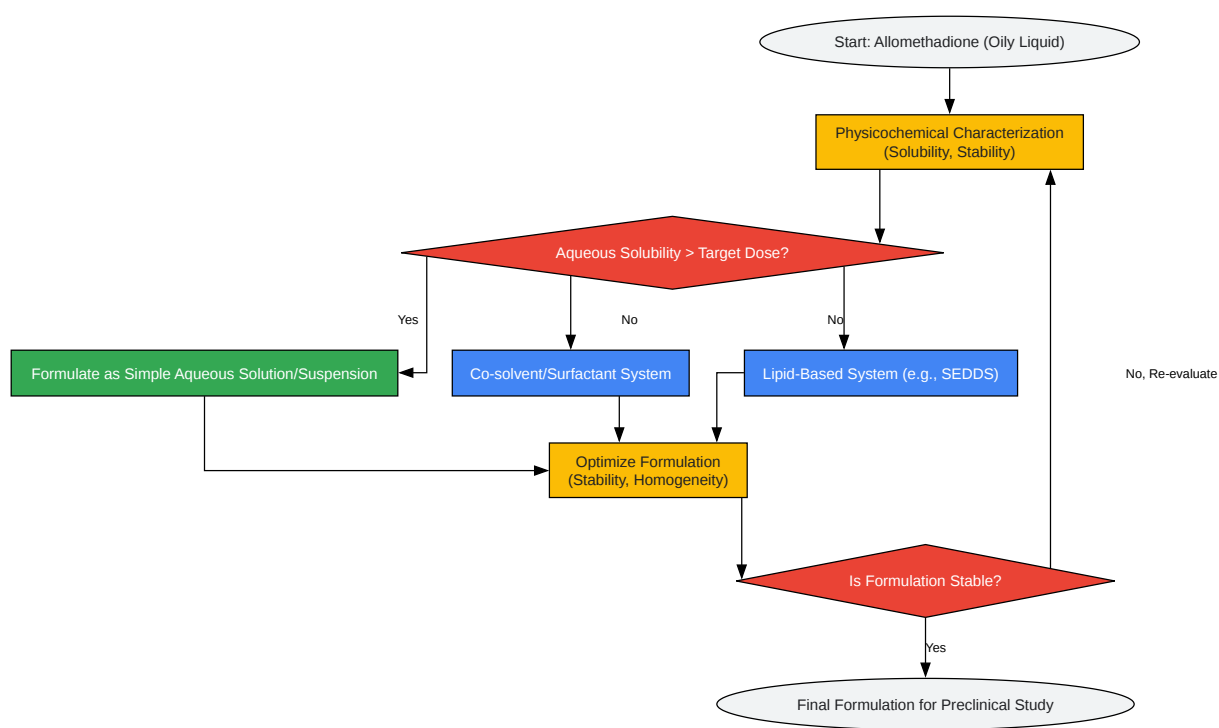 Start: Allomethadione (Oily Liquid)
Physicochemical Characterization
(Solubility, Stability)
Aqueous Solubility > Target Dose?
Yes
No
No
Formulate as Simple Aqueous Solution/Suspension
Co-solvent/Surfactant System
Lipid-Based System (e.g., SEDDS)
No, Re-evaluate
Optimize Formulation
(Stability, Homogeneity)
Is Formulation Stable?
Yes
Final Formulation for Preclinical Study